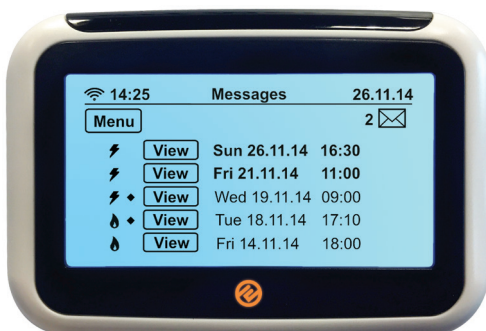 14:25 Messages 26.11.14
Menu 2
View Sun 26.11.14 16:30
View Fri 21.11.14 11:00
View Wed 19.11.14 09:00
View Tue 18.11.14 17:10
View Fri 14.11.14 18:00